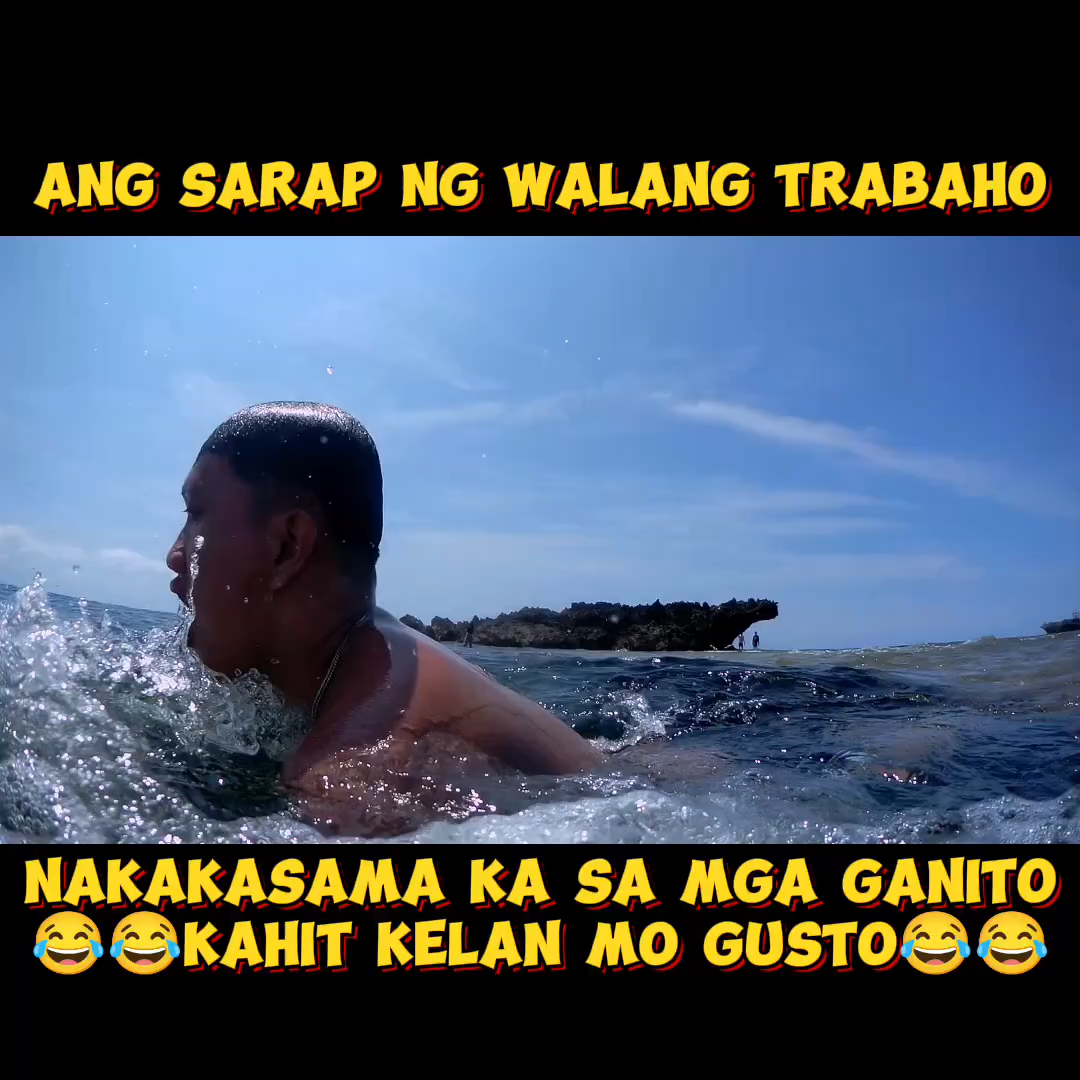 ANG SARAP NG WALANG TRABAHO
NAKAKASAMA KA SA MGA GANITO
😂😂KAHIT KELAN MO GUSTO😂😂